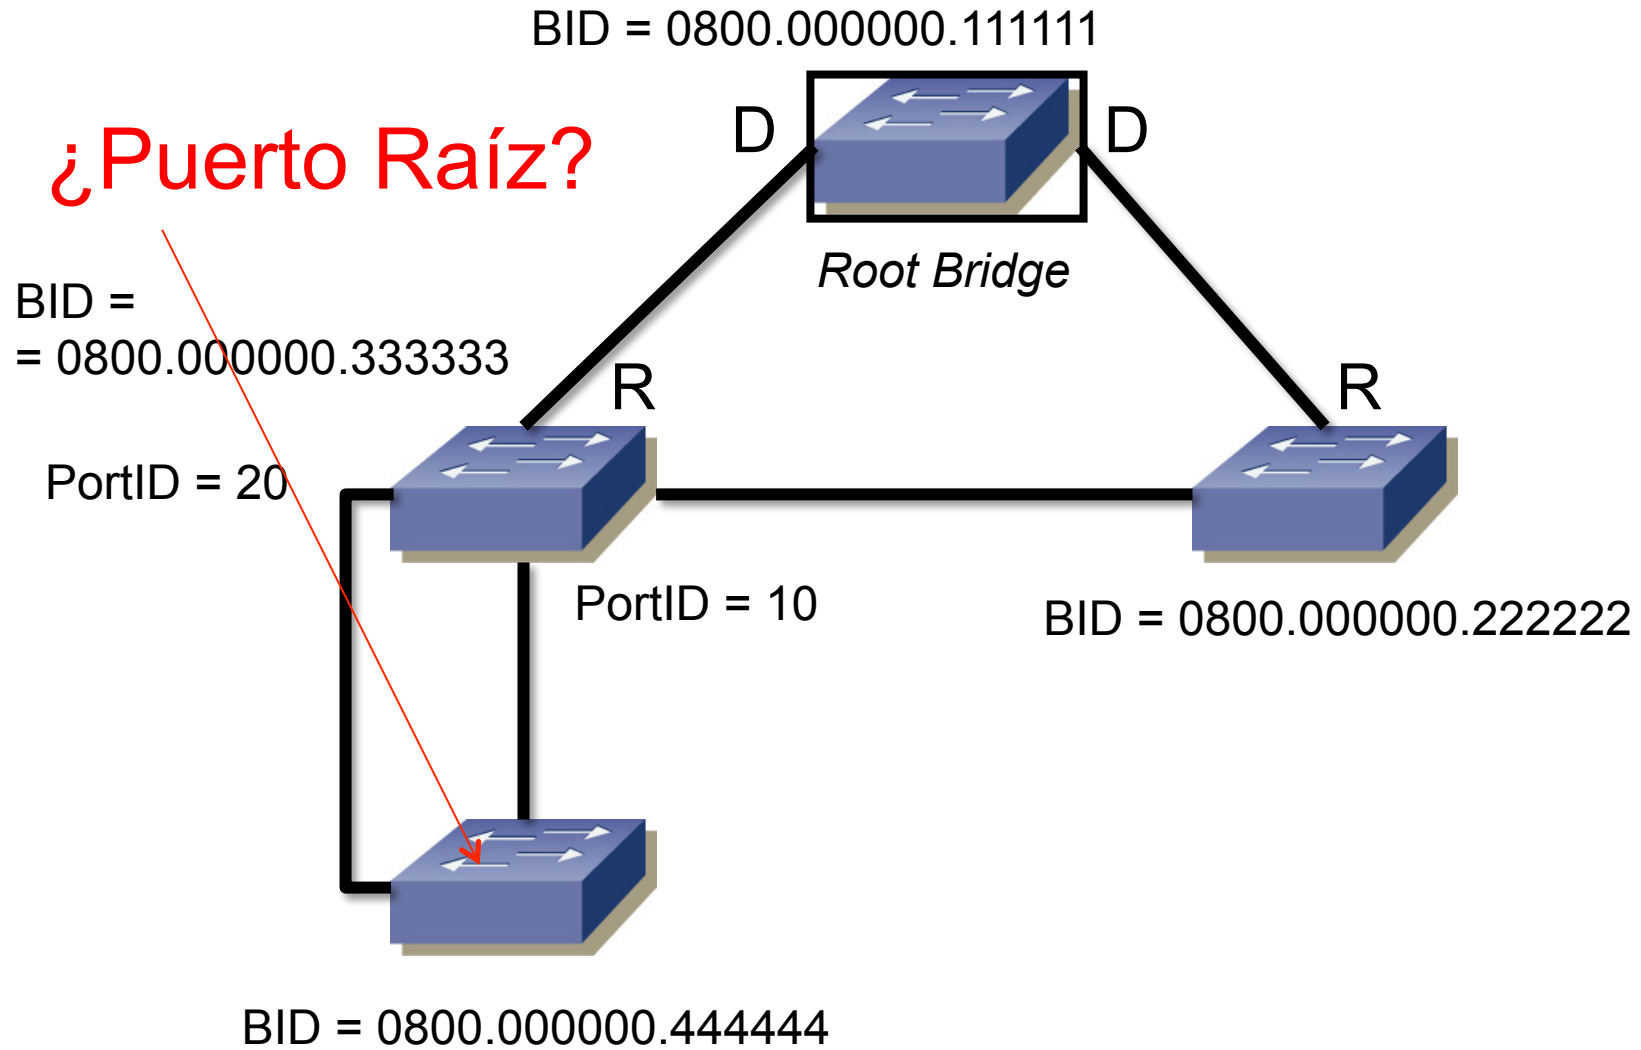 BID = 0800.000000.111111
D
D
¿Puerto Raíz?
Root Bridge
BID =
= 0800.000000.333333
R
R
PortID = 20
PortID = 10
BID = 0800.000000.222222
BID = 0800.000000.444444